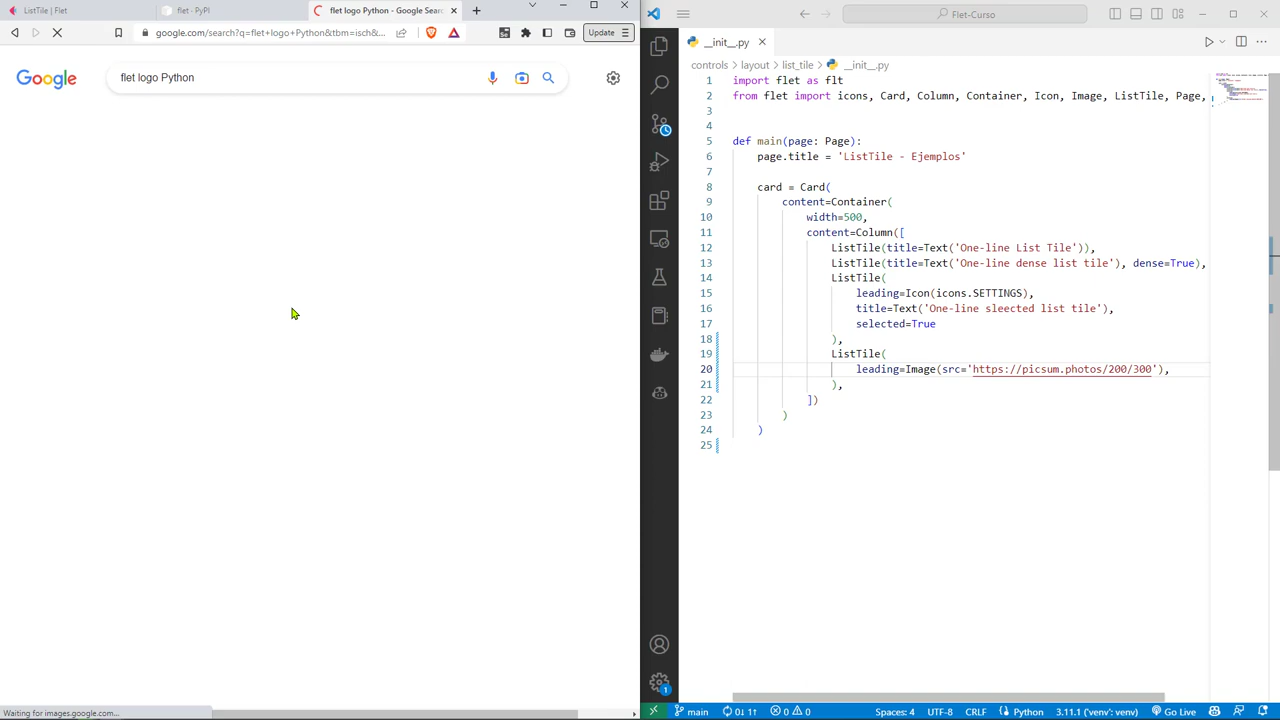 ListTile | Flet
flet · PyPI
flet logo Python - Google Sear
google.com/search?q=flet+logo+Python&tbm=isch&...
Update
Google
flet logo Python
Waiting for images.google.com...
Flet-Curso
__init__.py
controls > layout > list_tile > __init__.py
1 import flet as flt
2 from flet import icons, Card, Column, Container, Icon, Image, ListTile, Page,
3
4
5 def main(page: Page):
6 page.title = 'ListTile - Ejemplos'
7
8 card = Card(
9 content=Container(
10 width=500,
11 content=Column([
12 ListTile(title=Text('One-line List Tile')),
13 ListTile(title=Text('One-line dense list tile'), dense=True),
14 ListTile(
15 leading=Icon(icons.SETTINGS),
16 title=Text('One-line sleected list tile'),
17 selected=True
18 ),
19 ListTile(
20 leading=Image(src='https://picsum.photos/200/300'),
21 ),
22 ])
23 )
24 )
25
1
main 0↓ 1↑ 0 0 Spaces: 4 UTF-8 CRLF Python 3.11.1 ('venv': venv) Go Live